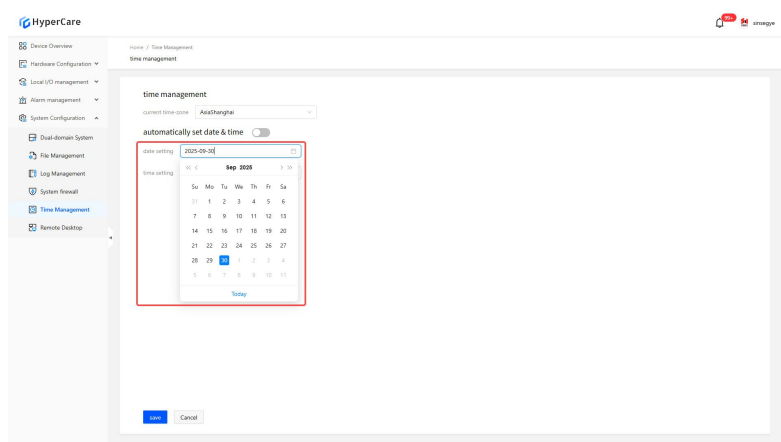 HyperCare
99+
sinsegye
Device Overview
Hardware Configuration
Local I/O management
Alarm management
System Configuration
Dual-domain System
File Management
Log Management
System firewall
Time Management
Remote Desktop
Home / Time Management
time management
time management
current time-zone AsiaShanghai
automatically set date & time
date setting 2025-09-30
time setting
Sep 2025
Su Mo Tu We Th Fr Sa
31 1 2 3 4 5 6
7 8 9 10 11 12 13
14 15 16 17 18 19 20
21 22 23 24 25 26 27
28 29 30 1 2 3 4
5 6 7 8 9 10 11
Today
save Cancel